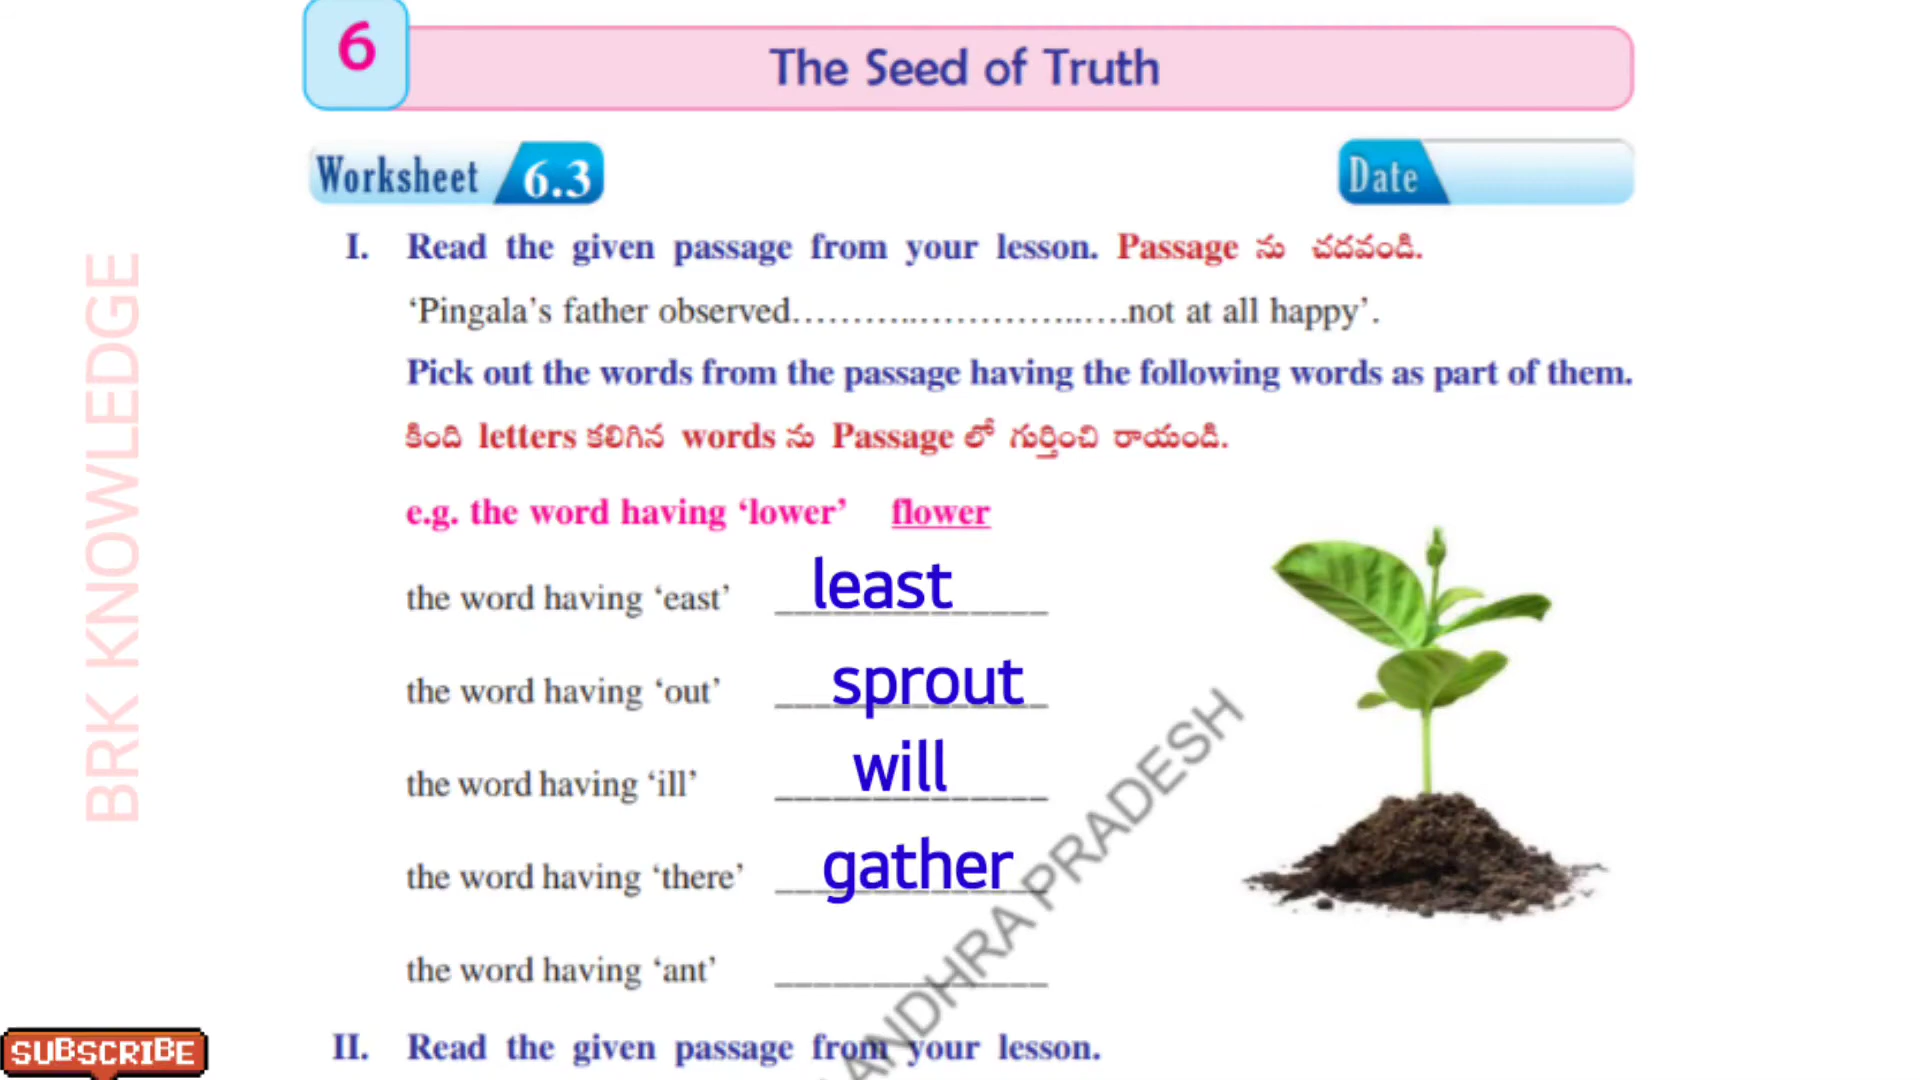 6
The Seed of Truth
Worksheet 6.3
Date
I. Read the given passage from your lesson. Passage ను చదవండి.
‘Pingala’s father observed………..…………..….not at all happy’.
Pick out the words from the passage having the following words as part of them.
కింది letters కలిగిన words ను Passage లో గుర్తించి రాయండి.
e.g. the word having ‘lower’ flower
the word having ‘east’ least
the word having ‘out’ sprout
the word having ‘ill’ will
the word having ‘there’ gather
the word having ‘ant’ ______________
II. Read the given passage from your lesson.
BRK KNOWLEDGE
ANDHRA PRADESH
SUBSCRIBE